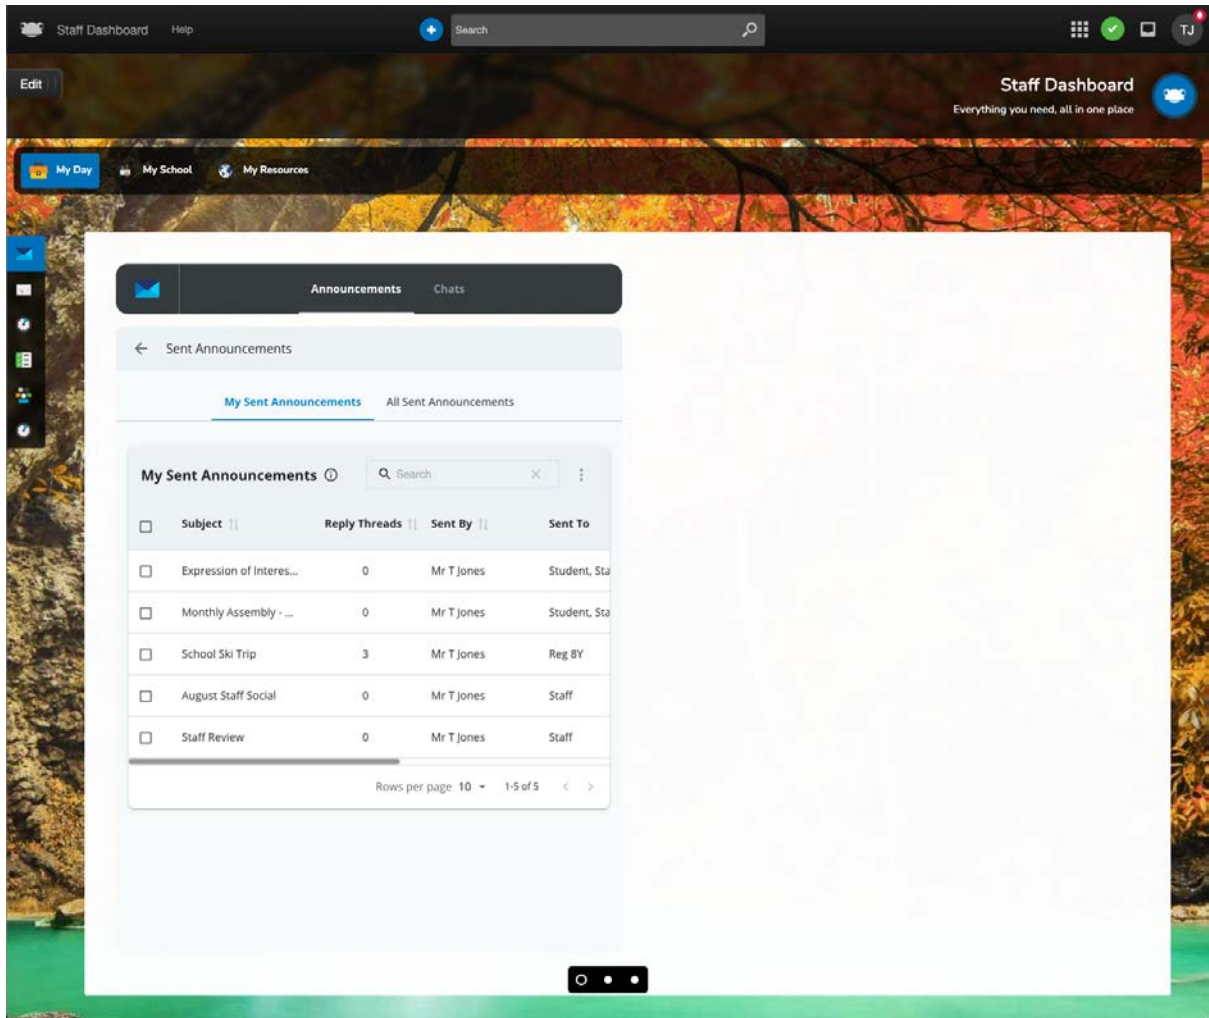 Staff Dashboard Help Search TJ
Edit
Staff Dashboard
Everything you need, all in one place
My Day My School My Resources
Announcements Chats
Sent Announcements
My Sent Announcements All Sent Announcements
My Sent Announcements Search
Subject Reply Threads Sent By Sent To
Expression of Interes... 0 Mr T Jones Student, Sta
Monthly Assembly - ... 0 Mr T Jones Student, Sta
School Ski Trip 3 Mr T Jones Reg 8Y
August Staff Social 0 Mr T Jones Staff
Staff Review 0 Mr T Jones Staff
Rows per page 10 1-5 of 5